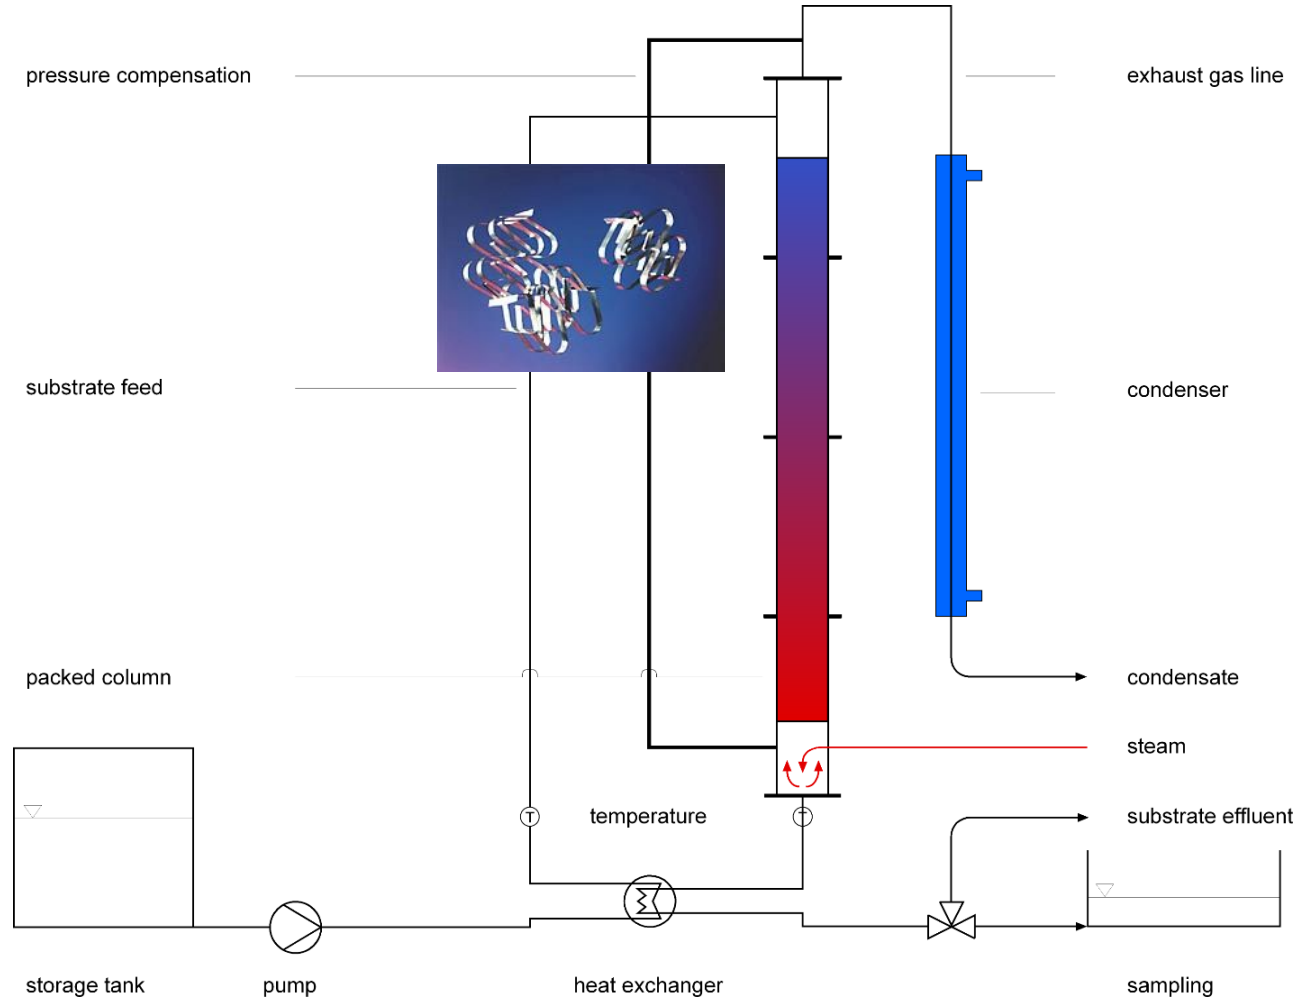 pressure compensation
exhaust gas line
substrate feed
condenser
packed column
condensate
steam
T
temperature
T
substrate effluent
storage tank
pump
heat exchanger
sampling